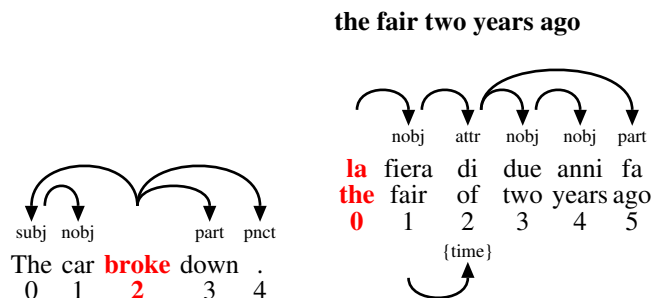 the fair two years ago
nobj attr nobj nobj part
la fiera di due anni fa
the fair of two years ago
0 1 2 3 4 5
{time}
subj nobj part pnct
The car broke down .
0 1 2 3 4